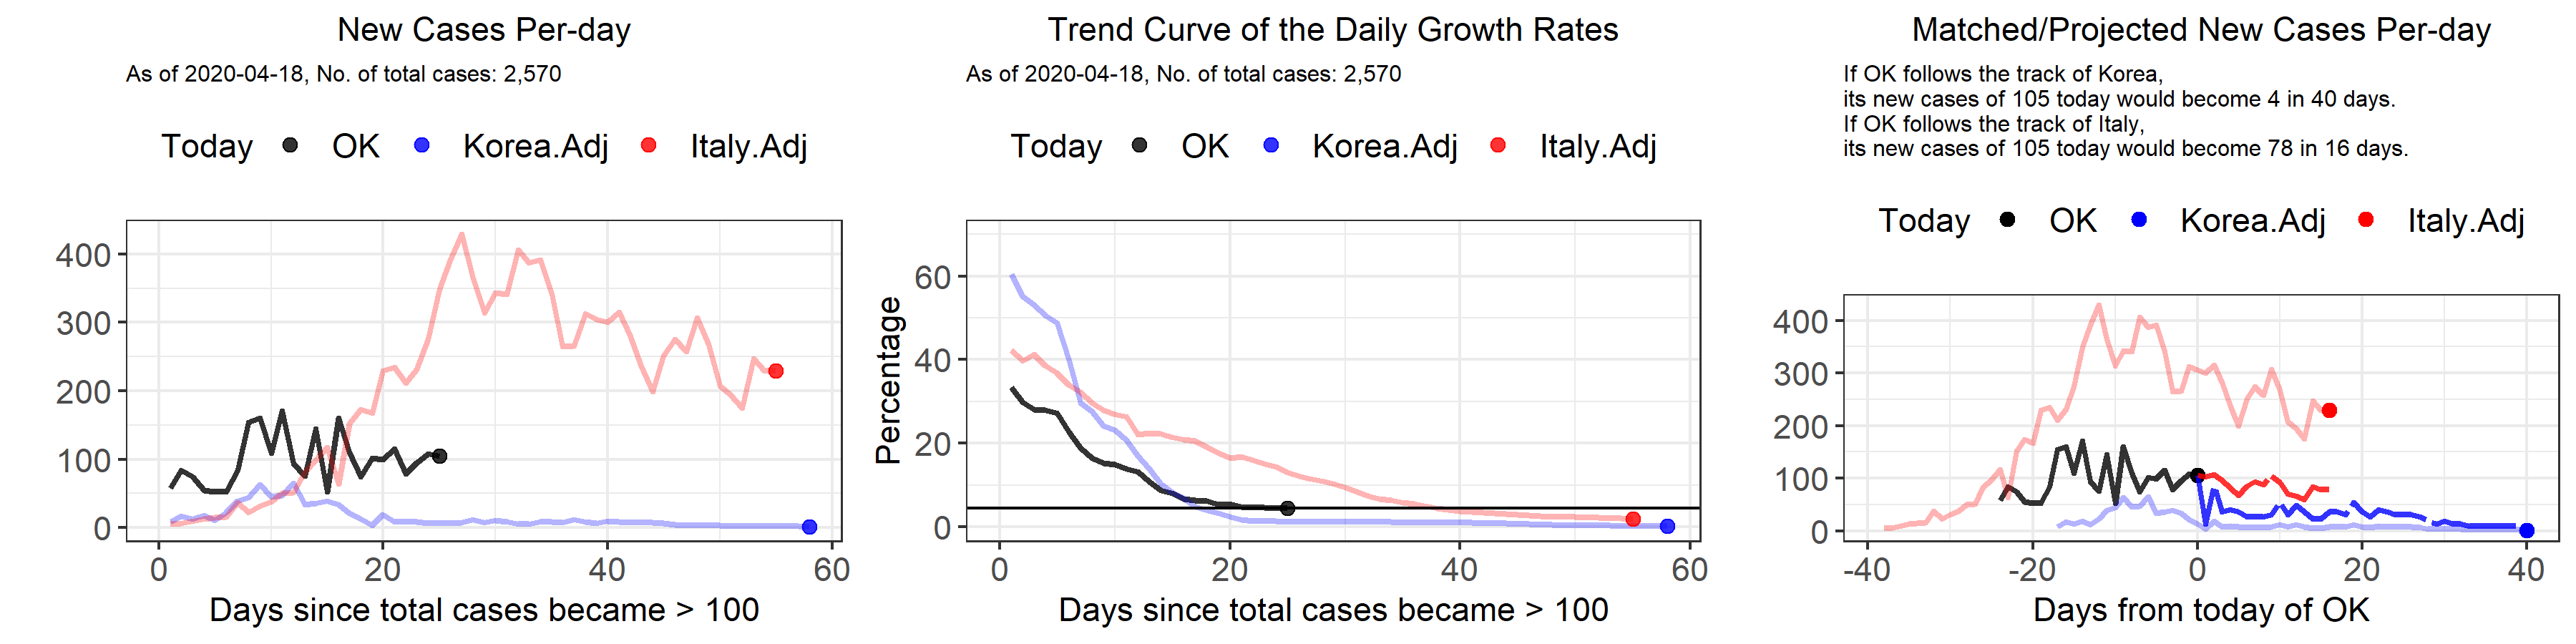 New Cases Per-day
As of 2020-04-18, No. of total cases: 2,570
Today OK Korea.Adj Italy.Adj
400
300
200
100
0
0 20 40 60
Days since total cases became > 100
Trend Curve of the Daily Growth Rates
As of 2020-04-18, No. of total cases: 2,570
Today OK Korea.Adj Italy.Adj
Percentage
60
40
20
0
0 20 40 60
Days since total cases became > 100
Matched/Projected New Cases Per-day
If OK follows the track of Korea,
its new cases of 105 today would become 4 in 40 days.
If OK follows the track of Italy,
its new cases of 105 today would become 78 in 16 days.
Today OK Korea.Adj Italy.Adj
400
300
200
100
0
-40 -20 0 20 40
Days from today of OK